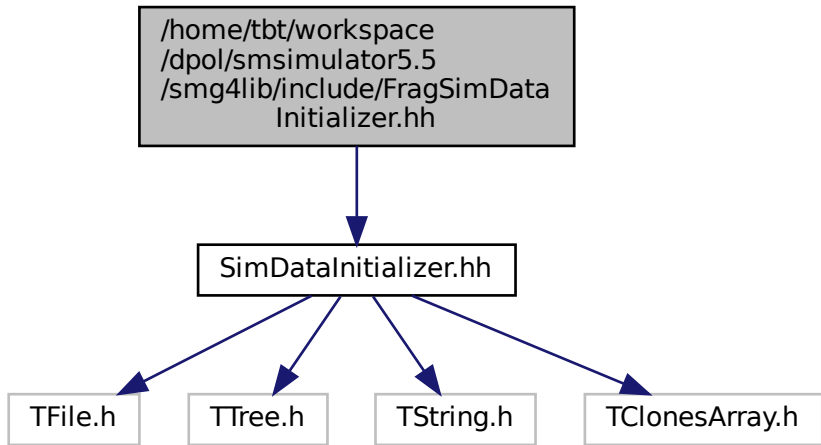 /home/tbt/workspace
/dpol/smsimulator5.5
/smg4lib/include/FragSimData
Initializer.hh
SimDataInitializer.hh
TFile.h
TTree.h
TString.h
TClonesArray.h